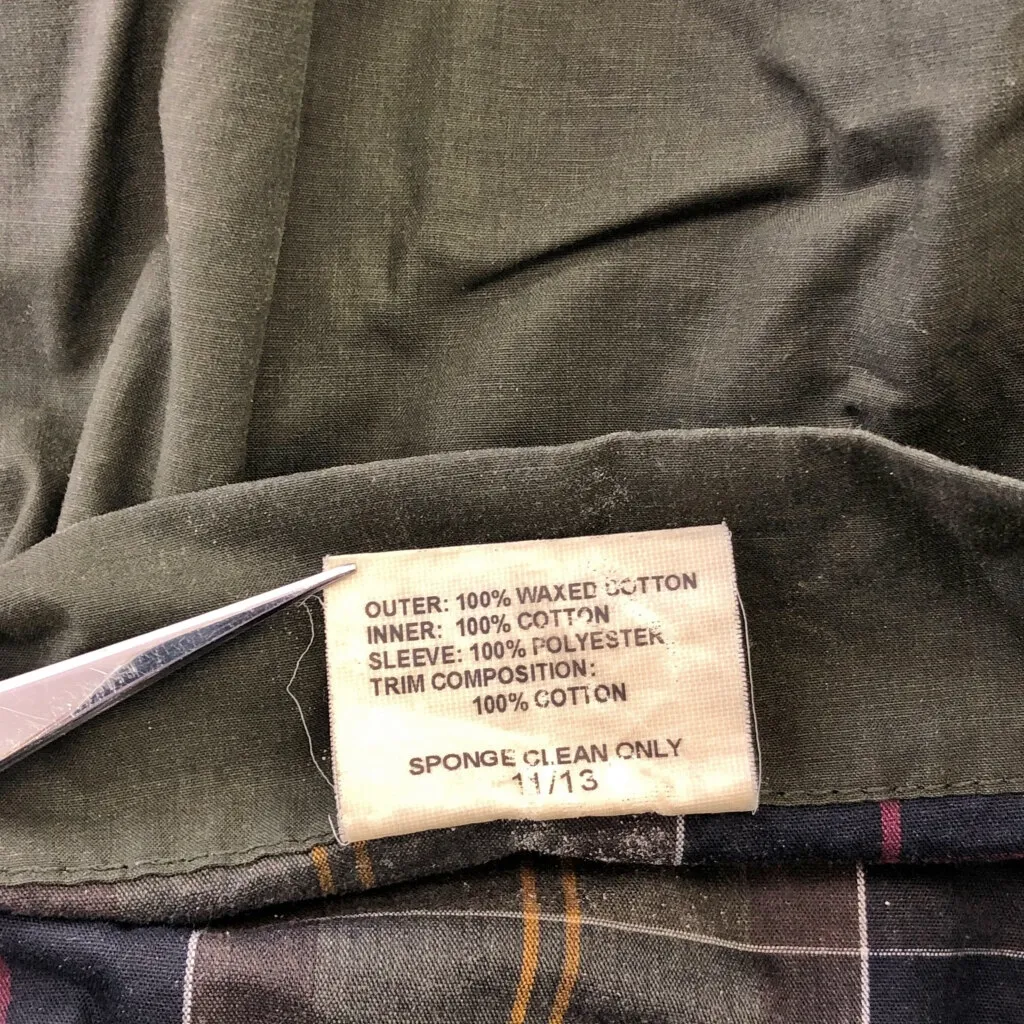 OUTER: 100% WAXED COTTON
INNER: 100% COTTON
SLEEVE: 100% POLYESTER
TRIM COMPOSITION:
100% COTTON
SPONGE CLEAN ONLY
11/13